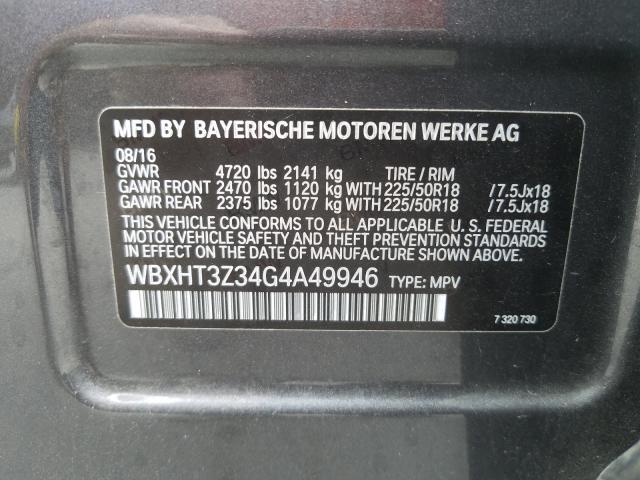 MFD BY BAYERISCHE MOTOREN WERKE AG
08/16
GVWR 4720 lbs 2141 kg TIRE / RIM
GAWR FRONT 2470 lbs 1120 kg WITH 225/50R18 /7.5Jx18
GAWR REAR 2375 lbs 1077 kg WITH 225/50R18 /7.5Jx18
THIS VEHICLE CONFORMS TO ALL APPLICABLE U. S. FEDERAL
MOTOR VEHICLE SAFETY AND THEFT PREVENTION STANDARDS
IN EFFECT ON THE DATE OF MANUFACTURE SHOWN ABOVE.
WBXHT3Z34G4A49946 TYPE: MPV
7 320 730